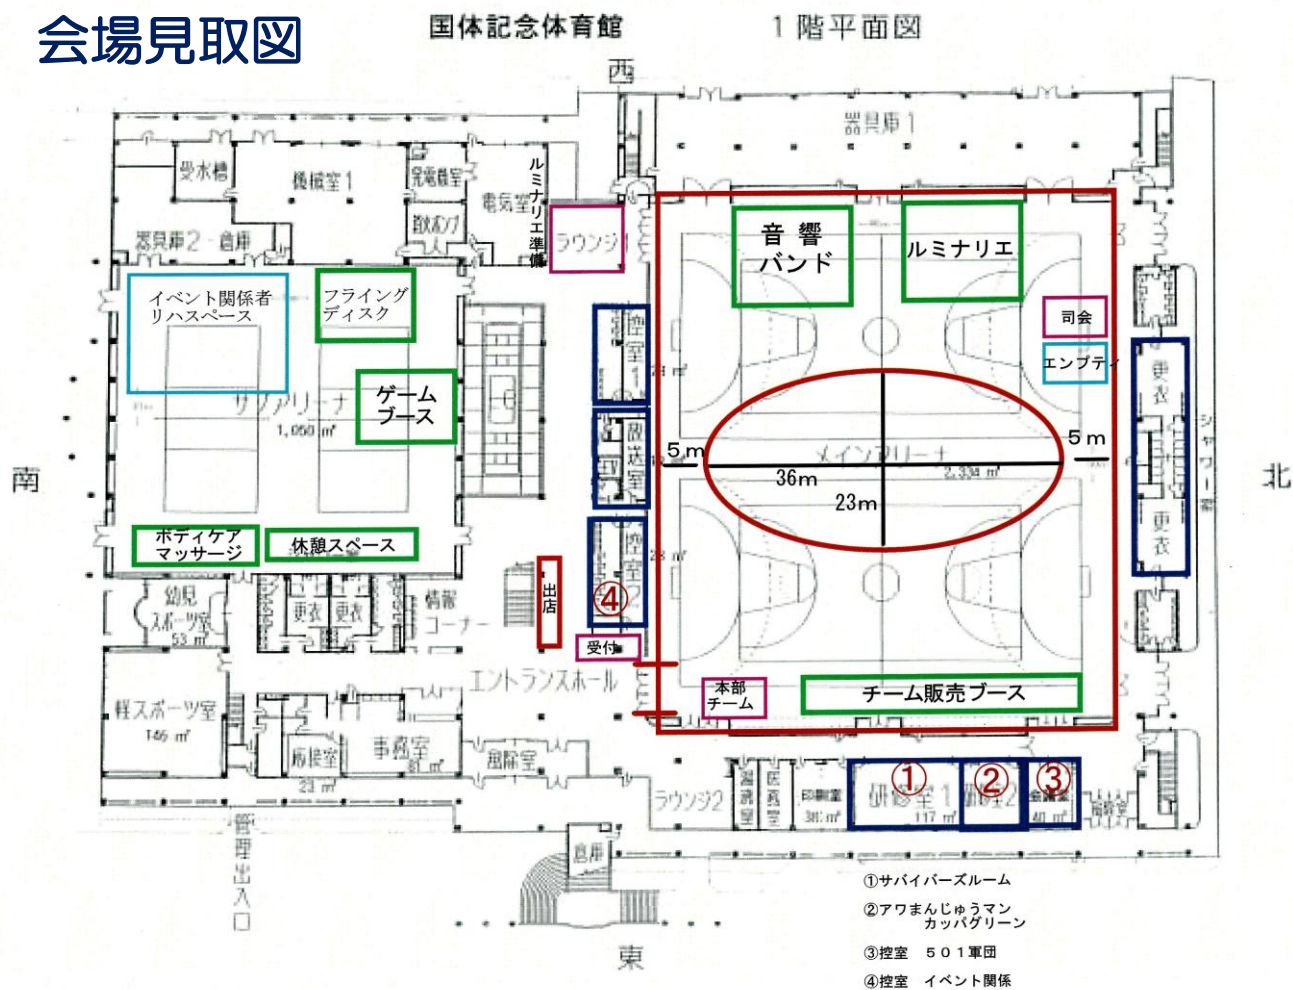 会場見取図
国体記念体育館
1階平面図
西
器具庫1
受水槽
機械室1
発電機室
電気室
ルミナリエ準備
ラウンジ
器具庫2・倉庫
音響
バンド
ルミナリエ
イベント関係者
リハスペース
フライング
ディスク
司会
エンプティ
控室1
更衣
ゲーム
ブース
サブアリーナ
1,050㎡
放送室
5m
メインアリーナ
2,334㎡
36m
23m
5m
南
北
ボディケア
マッサージ
休憩スペース
控室2
④
更衣
出店
幼児
スポーツ室
53㎡
更衣
更衣
情報
コーナー
受付
エントランスホール
本部
チーム
チーム販売ブース
軽スポーツ室
146㎡
応接室
23㎡
事務室
81㎡
風除室
ラウンジ2
医務室
印刷室
研修室1
①
117㎡
研修室2
②
③
40㎡
管理出入口
倉庫
東
①サバイバーズルーム
②アワまんじゅうマン
カッパグリーン
③控室 501軍団
④控室 イベント関係